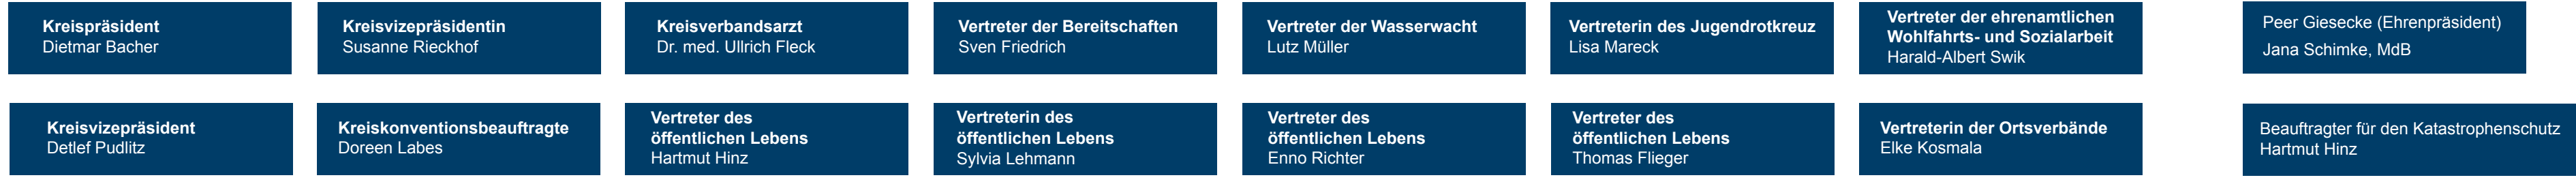 Kreispräsident
Dietmar Bacher
Kreisvizepräsidentin
Susanne Rieckhof
Kreisverbandsarzt
Dr. med. Ullrich Fleck
Vertreter der Bereitschaften
Sven Friedrich
Vertreter der Wasserwacht
Lutz Müller
Vertreterin des Jugendrotkreuz
Lisa Mareck
Vertreter der ehrenamtlichen
Wohlfahrts- und Sozialarbeit
Harald-Albert Swik
Peer Giesecke (Ehrenpräsident)
Jana Schimke, MdB
Kreisvizepräsident
Detlef Pudlitz
Kreiskonventionsbeauftragte
Doreen Labes
Vertreter des
öffentlichen Lebens
Hartmut Hinz
Vertreterin des
öffentlichen Lebens
Sylvia Lehmann
Vertreter des
öffentlichen Lebens
Enno Richter
Vertreter des
öffentlichen Lebens
Thomas Flieger
Vertreterin der Ortsverbände
Elke Kosmala
Beauftragter für den Katastrophenschutz
Hartmut Hinz